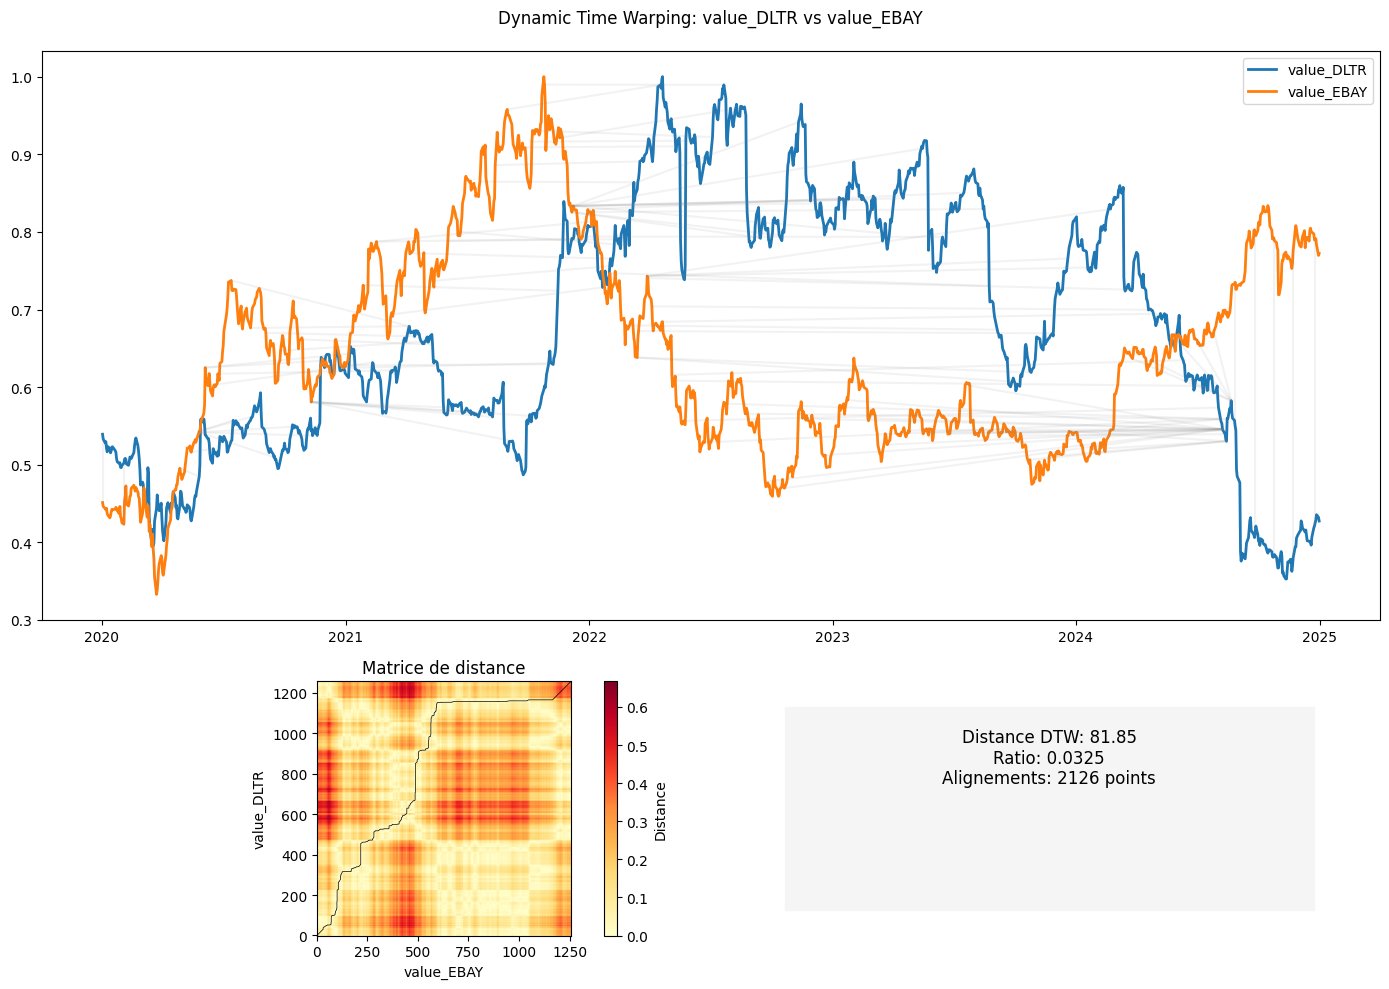 Dynamic Time Warping: value_DLTR vs value_EBAY
value_DLTR
value_EBAY
1.0
0.9
0.8
0.7
0.6
0.5
0.4
0.3
2020 2021 2022 2023 2024 2025
Matrice de distance
1200
1000
800
600
400
200
0
value_DLTR
0 250 500 750 1000 1250
value_EBAY
0.6
0.5
0.4
0.3
0.2
0.1
0.0
Distance
Distance DTW: 81.85
Ratio: 0.0325
Alignements: 2126 points